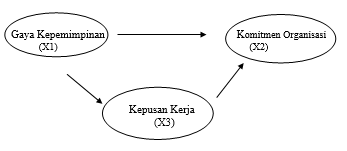 Gaya Kepemimpinan
(X1)
Komitmen Organisasi
(X2)
Kepusan Kerja
(X3)